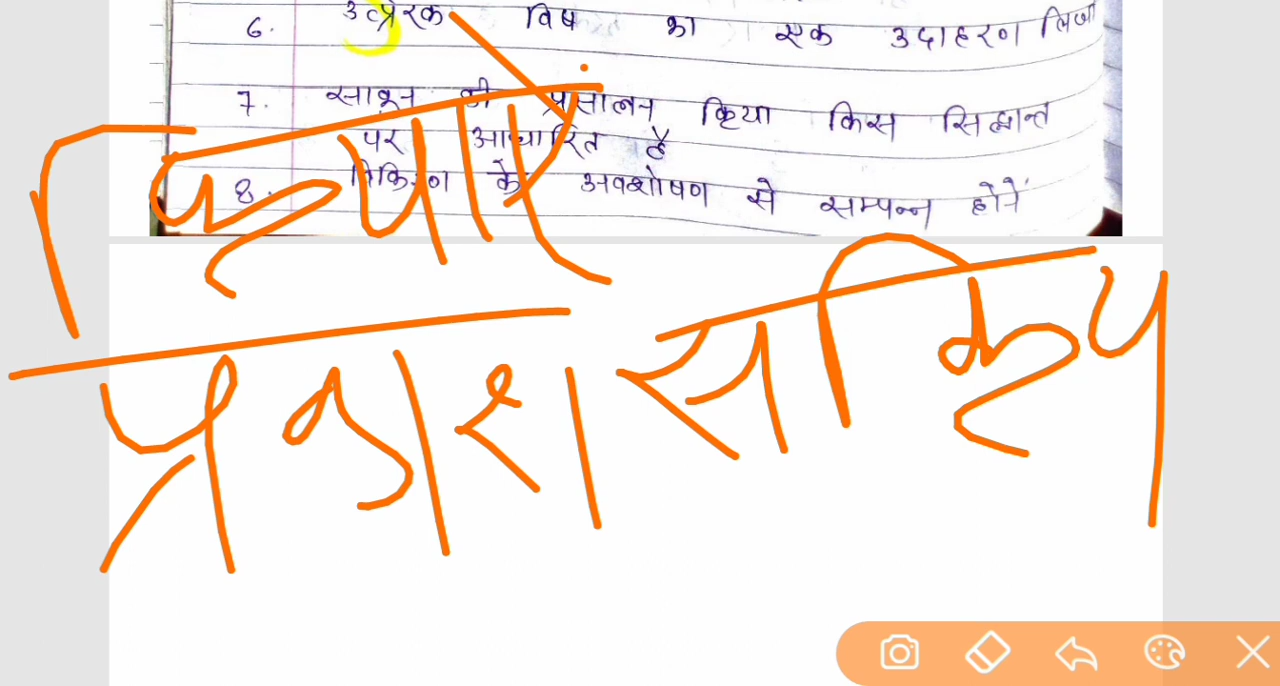 6. उत्प्रेरक विष का एक उदाहरण लिखो
7. साबुन की प्रक्षालन क्रिया किस सिद्धान्त
पर आधारित है
8. विकिरण के अवशोषण से सम्पन्न होने
क्रियाएं
प्रकाश सक्रिय